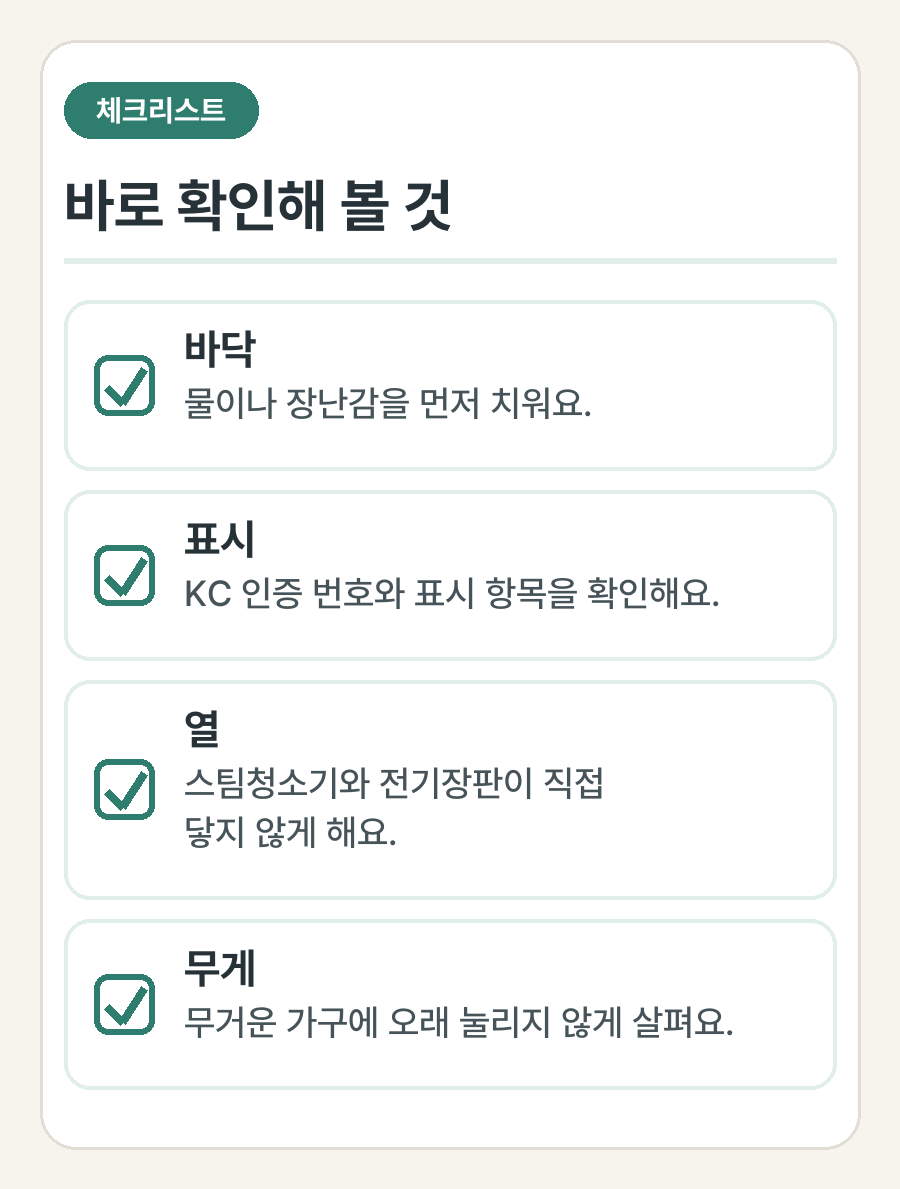 체크리스트
바로 확인해 볼 것
바닥
물이나 장난감을 먼저 치워요.
표시
KC 인증 번호와 표시 항목을 확인해요.
열
스팀청소기와 전기장판이 직접
닿지 않게 해요.
무게
무거운 가구에 오래 눌리지 않게 살펴요.